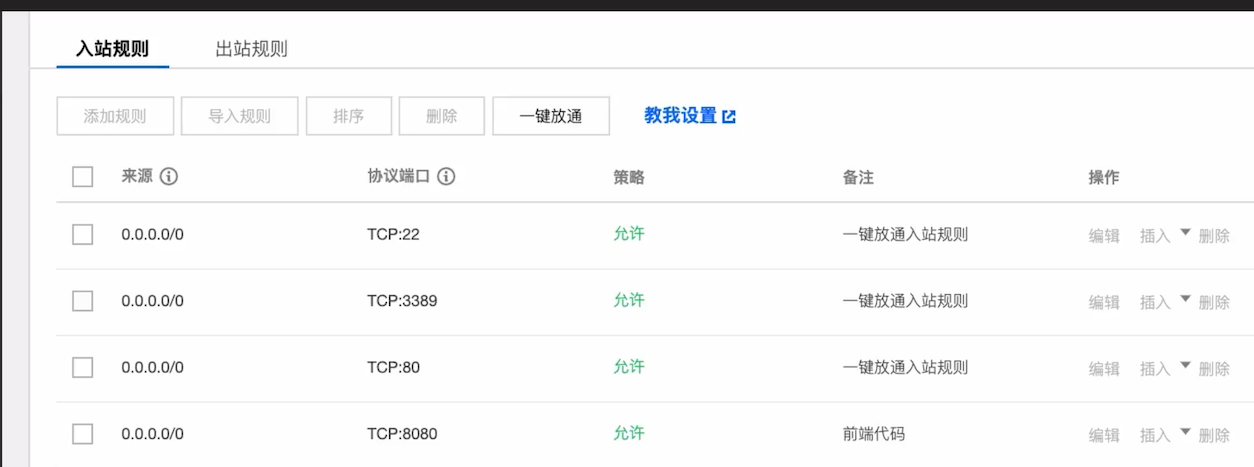 入站规则 出站规则
添加规则 导入规则 排序 删除 一键放通 教我设置
来源 协议端口 策略 备注 操作
0.0.0.0/0 TCP:22 允许 一键放通入站规则 编辑 插入 删除
0.0.0.0/0 TCP:3389 允许 一键放通入站规则 编辑 插入 删除
0.0.0.0/0 TCP:80 允许 一键放通入站规则 编辑 插入 删除
0.0.0.0/0 TCP:8080 允许 前端代码 编辑 插入 删除